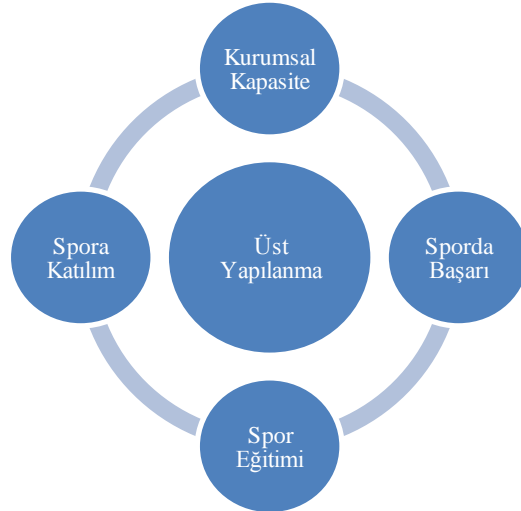 Kurumsal
Kapasite
Spora
Katılım
Üst
Yapılanma
Sporda
Başarı
Spor
Eğitimi